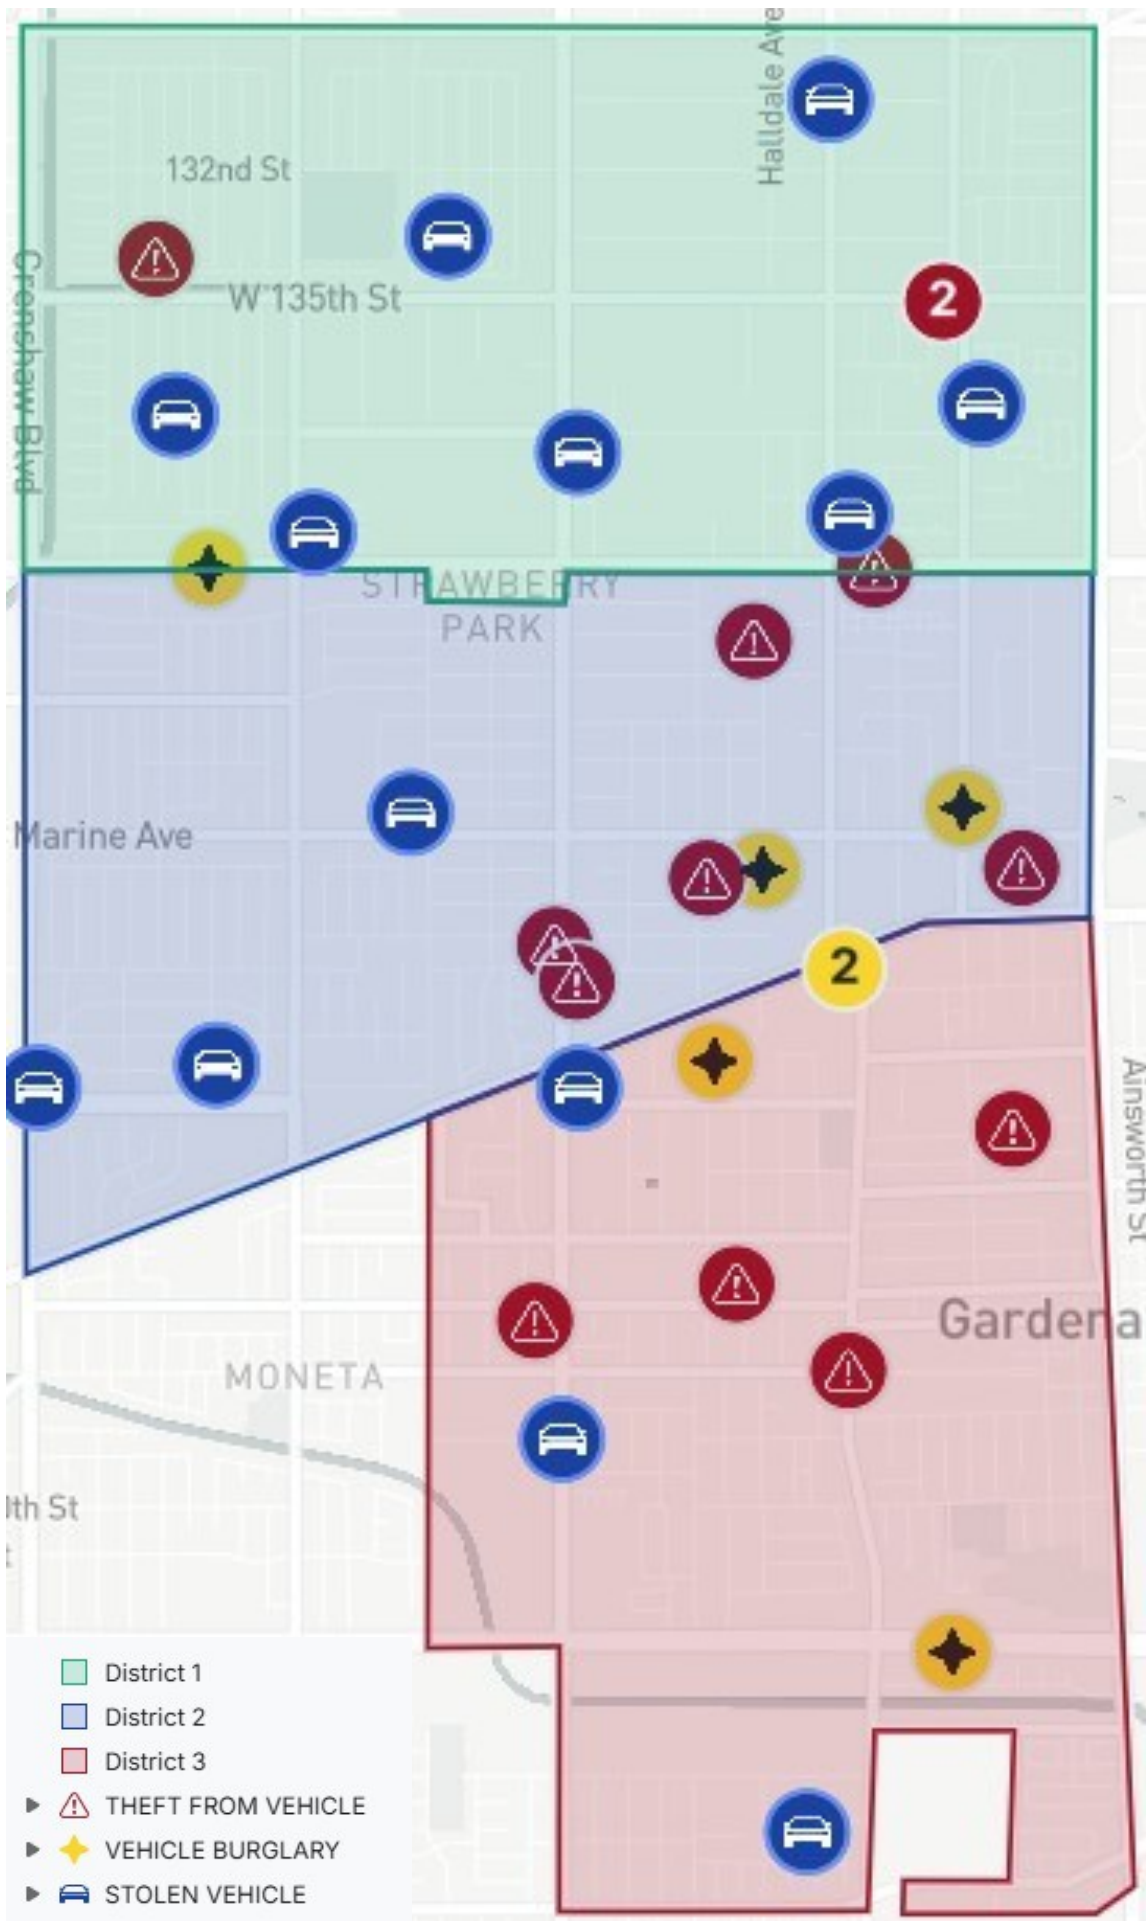 Halldale Ave
132nd St
Crenshaw Blvd
W 135th St
2
STRAWBERRY
PARK
Marine Ave
2
Ainsworth St
Gardena
MONETA
th St
District 1
District 2
District 3
THEFT FROM VEHICLE
VEHICLE BURGLARY
STOLEN VEHICLE